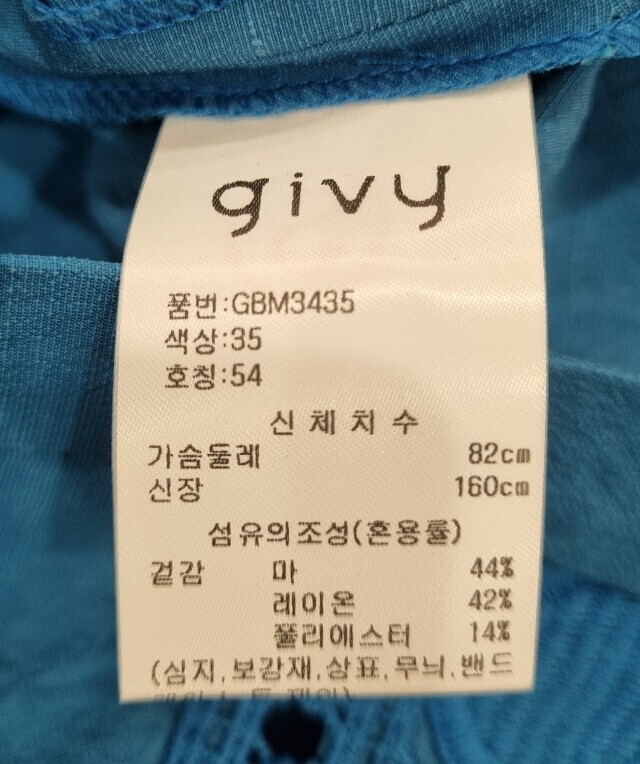 givy
품번:GBM3435
색상:35
호칭:54
신 체 치 수
가슴둘레 82cm
신장 160cm
섬유의조성(혼용률)
겉감 마 44%
레이온 42%
폴리에스터 14%
(심지,보강재,상표,무늬,밴드